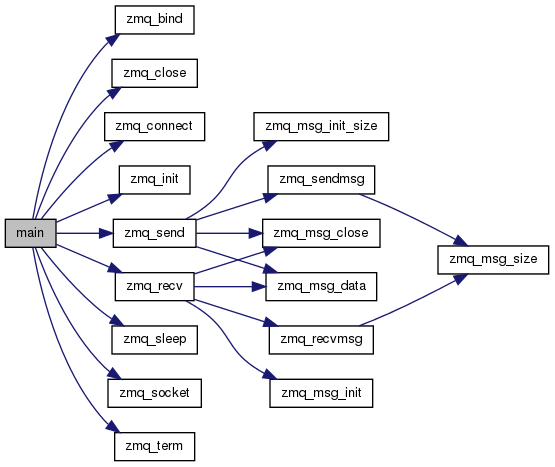 zmq_bind
zmq_close
zmq_connect
zmq_msg_init_size
zmq_init
zmq_sendmsg
main
zmq_send
zmq_msg_close
zmq_msg_size
zmq_recv
zmq_msg_data
zmq_sleep
zmq_recvmsg
zmq_socket
zmq_msg_init
zmq_term